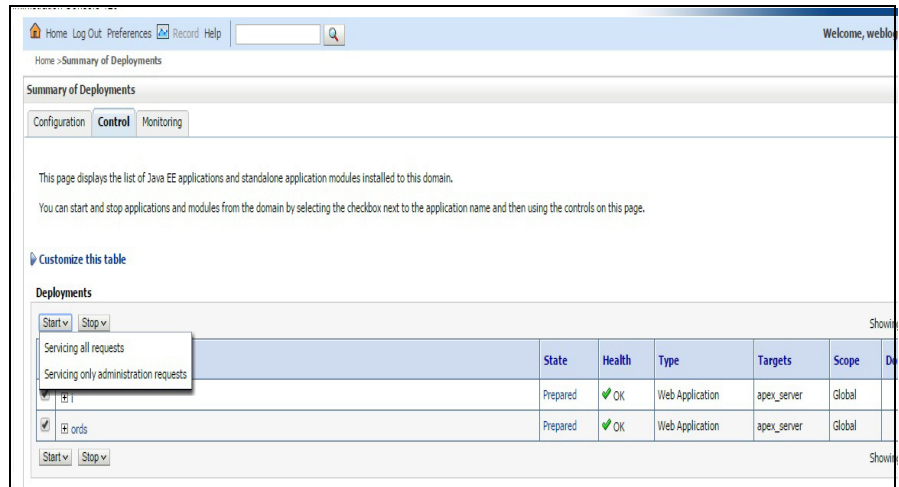 Home Log Out Preferences Record Help
Welcome, weblog
Home >Summary of Deployments
Summary of Deployments
Configuration Control Monitoring
This page displays the list of Java EE applications and standalone application modules installed to this domain.
You can start and stop applications and modules from the domain by selecting the checkbox next to the application name and then using the controls on this page.
Customize this table
Deployments
Start Stop
Showing
Servicing all requests
Servicing only administration requests
State Health Type Targets Scope Do
i Prepared OK Web Application apex_server Global
ords Prepared OK Web Application apex_server Global
Start Stop
Showing